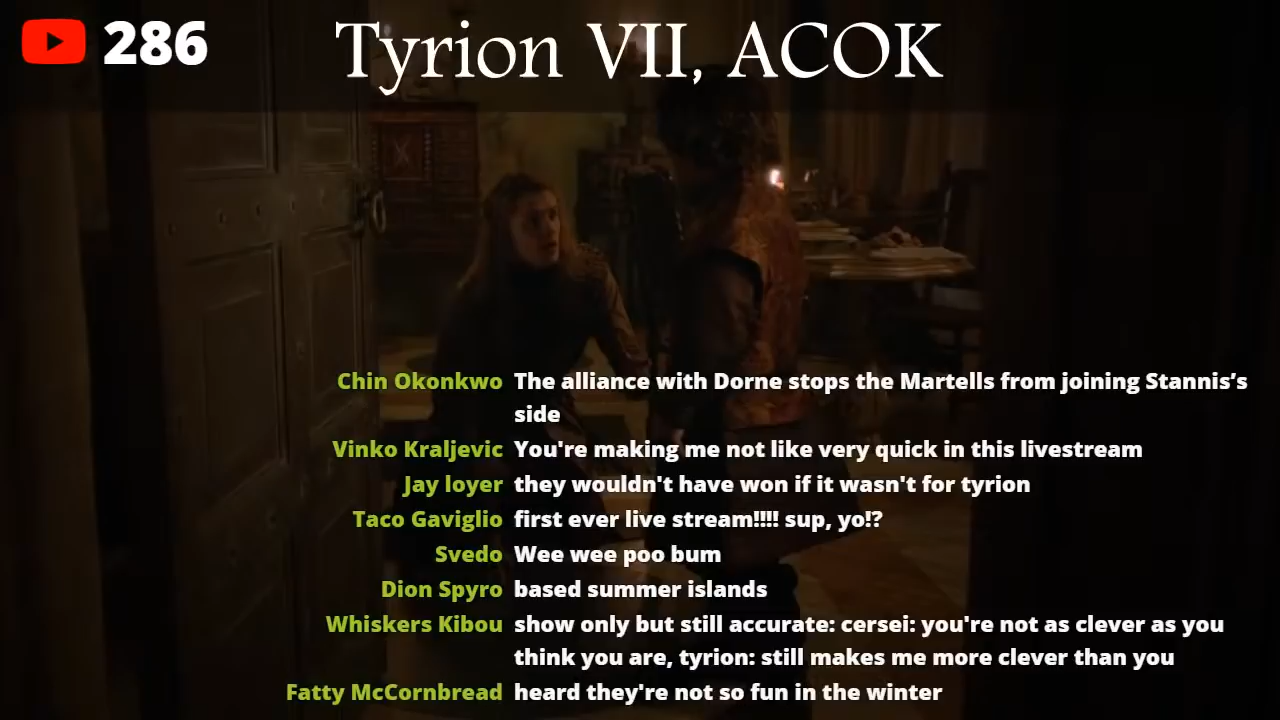 286
Tyrion VII, ACOK
Chin Okonkwo The alliance with Dorne stops the Martells from joining Stannis’s
side
Vinko Kraljevic You're making me not like very quick in this livestream
Jay loyer they wouldn't have won if it wasn't for tyrion
Taco Gaviglio first ever live stream!!!! sup, yo!?
Svedo Wee wee poo bum
Dion Spyro based summer islands
Whiskers Kibou show only but still accurate: cersei: you're not as clever as you
think you are, tyrion: still makes me more clever than you
Fatty McCornbread heard they're not so fun in the winter